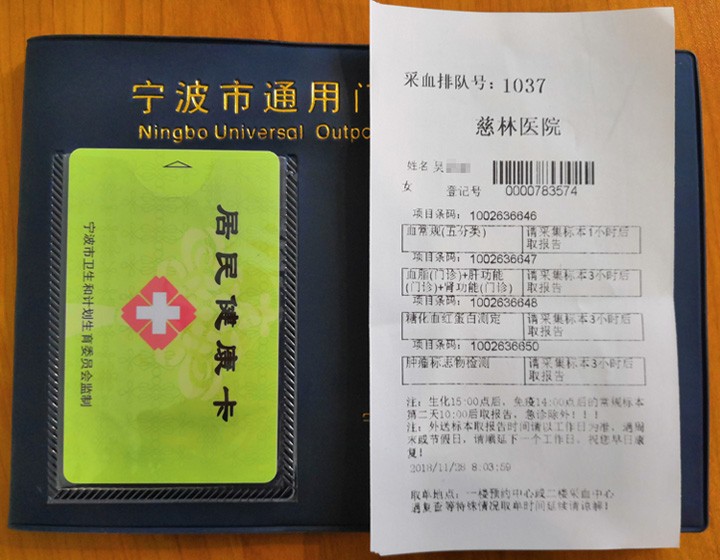 宁波市通用门
Ningbo Universal Outpa
居民健康卡
宁波市卫生和计划生育委员会监制
采血排队号：1037
慈林医院
姓名 吴
女 登记号 0000783574
项目条码： 1002636646
血常规(五分类) 请采集标本1小时后
取报告
项目条码： 1002636647
血脂(门诊)+肝功能 请采集标本3小时后
(门诊)+肾功能(门诊) 取报告
项目条码： 1002636648
糖化血红蛋白测定 请采集标本3小时后
取报告
项目条码： 1002636650
肿瘤标志物检测 请采集标本3小时后
取报告
注：生化15:00点后，免疫14:00点后的常规标本
第二天10:00后取报告，急诊除外！！！
注：外送标本取报告时间请以工作日为准，遇周
末或节假日，请顺延下一个工作日。祝您早日康
复！
2018/11/26 8:03:59
取单地点：一楼预约中心或二楼采血中心
遇复查等特殊情况取单时间延续请谅解！